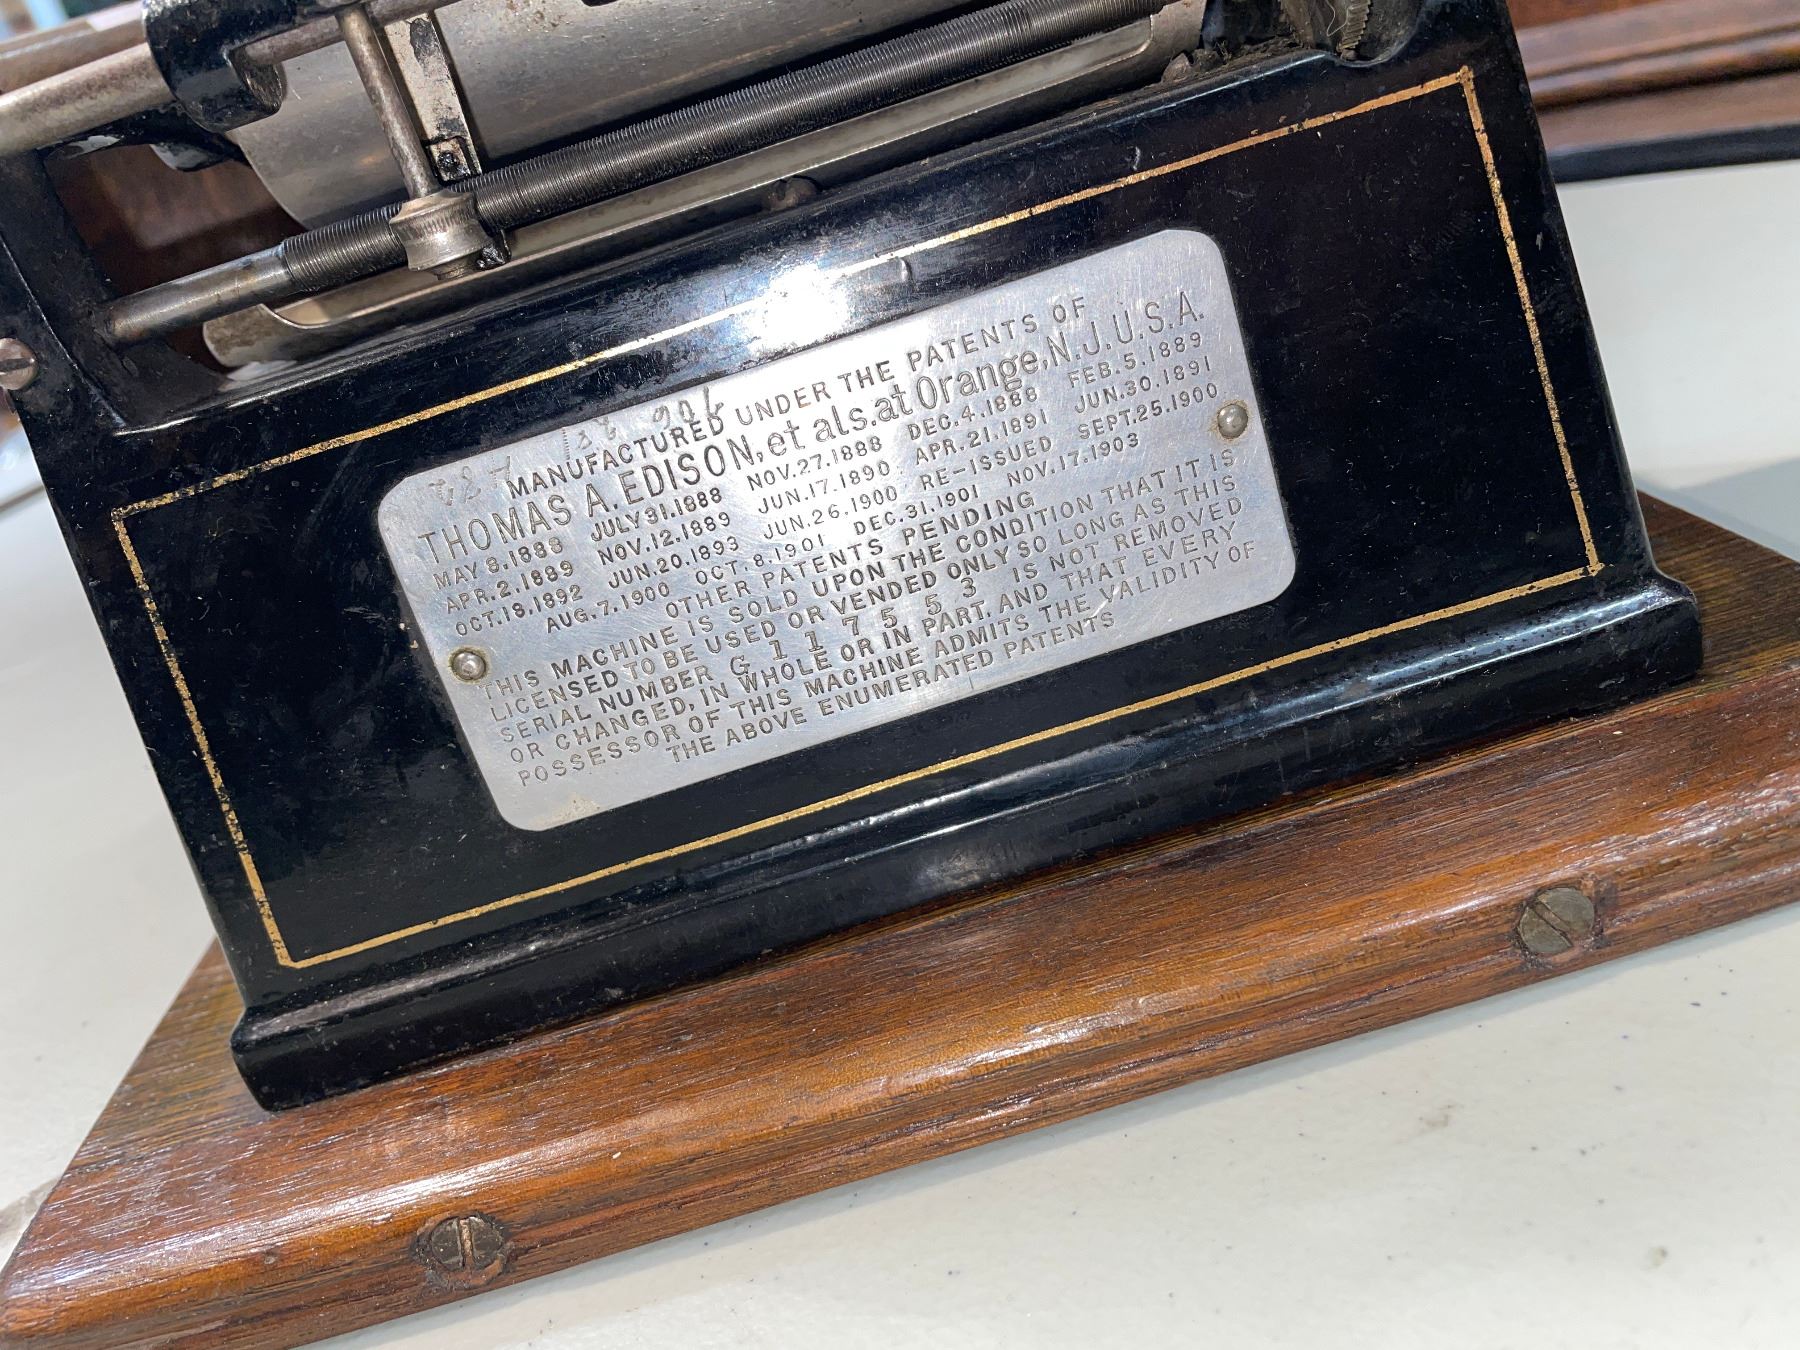 MANUFACTURED UNDER THE PATENTS OF
THOMAS A. EDISON, et als. at Orange, N.J. U.S.A.
MAY 8.1888 JULY 31.1888 NOV.27.1888 DEC.4.1888 FEB.5.1889
APR.2.1889 NOV.12.1889 JUN.17.1890 APR.21.1891 JUN.30.1891
OCT.18.1892 JUN.20.1893 JUN.26.1900 RE-ISSUED SEPT.25.1900
AUG.7.1900 OCT.8.1901 DEC.31.1901 NOV.17.1903
OTHER PATENTS PENDING
THIS MACHINE IS SOLD UPON THE CONDITION THAT IT IS
LICENSED TO BE USED OR VENDED ONLY SO LONG AS THIS
SERIAL NUMBER G 117553 IS NOT REMOVED
OR CHANGED, IN WHOLE OR IN PART. AND THAT EVERY
POSSESSOR OF THIS MACHINE ADMITS THE VALIDITY OF
THE ABOVE ENUMERATED PATENTS